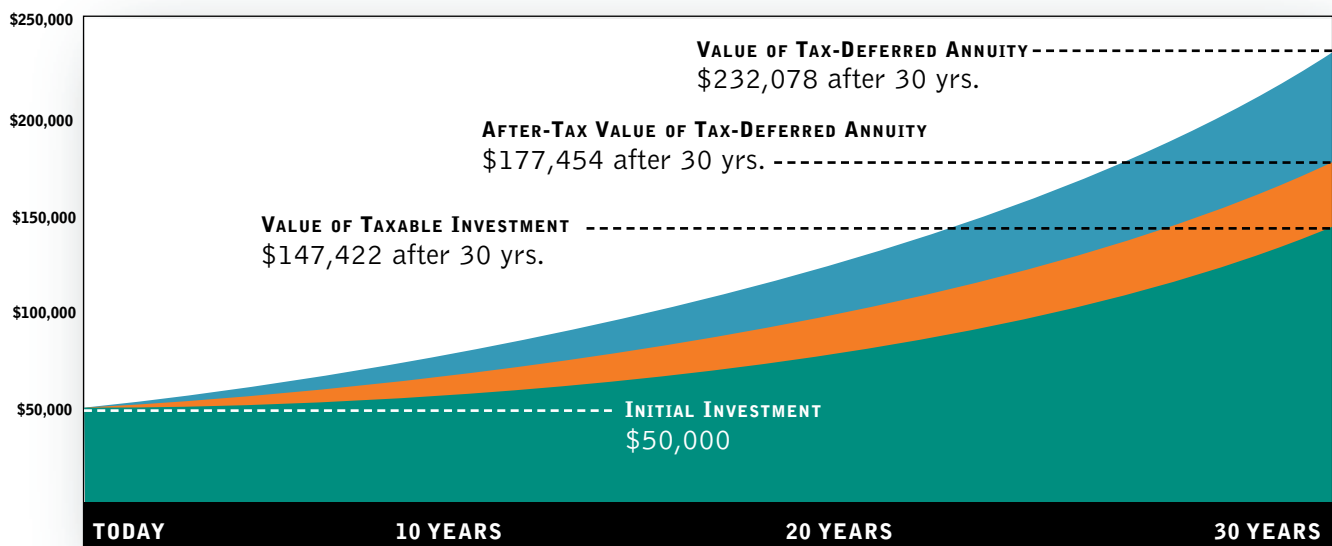 $250,000
VALUE OF TAX-DEFERRED ANNUITY
$232,078 after 30 yrs.
$200,000
AFTER-TAX VALUE OF TAX-DEFERRED ANNUITY
$177,454 after 30 yrs.
$150,000
VALUE OF TAXABLE INVESTMENT
$147,422 after 30 yrs.
$100,000
$50,000
INITIAL INVESTMENT
$50,000
TODAY 10 YEARS 20 YEARS 30 YEARS